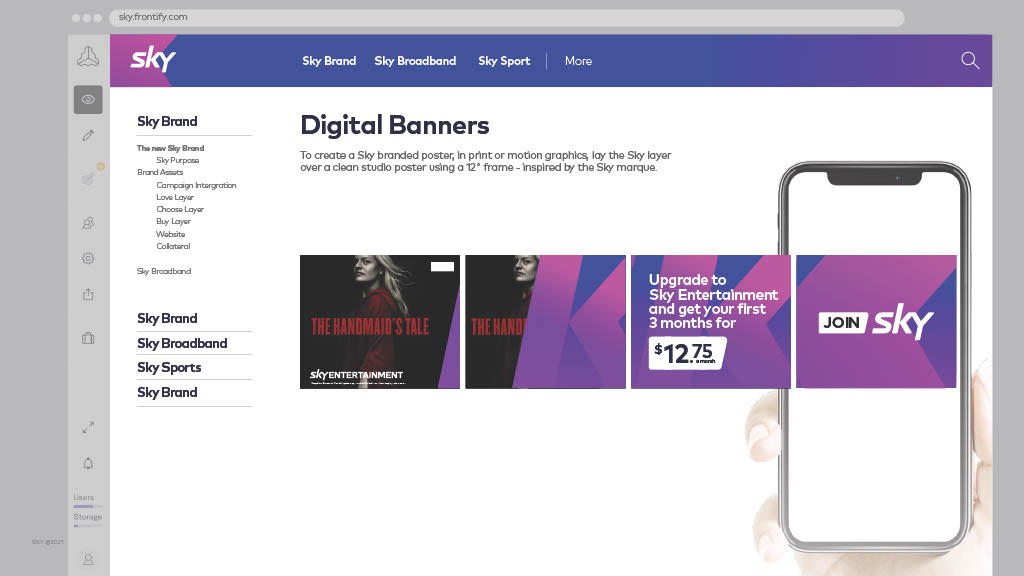 sky.frontify.com
sky
Sky Brand
Sky Broadband
Sky Sport
More
Sky Brand
The new Sky Brand
Sky Purpose
Brand Assets
Campaign Intergration
Love Layer
Choose Layer
Buy Layer
Website
Collateral
Sky Broadband
Sky Brand
Sky Broadband
Sky Sports
Sky Brand
Users
Storage
SKY @2021
Digital Banners
To create a Sky branded poster, in print or motion graphics, lay the Sky layer
over a clean studio poster using a 12° frame - inspired by the Sky marque.
THE HANDMAID'S TALE
sky ENTERTAINMENT
THE HAND
Upgrade to
Sky Entertainment
and get your first
3 months for
$12.75
a month
JOIN sky